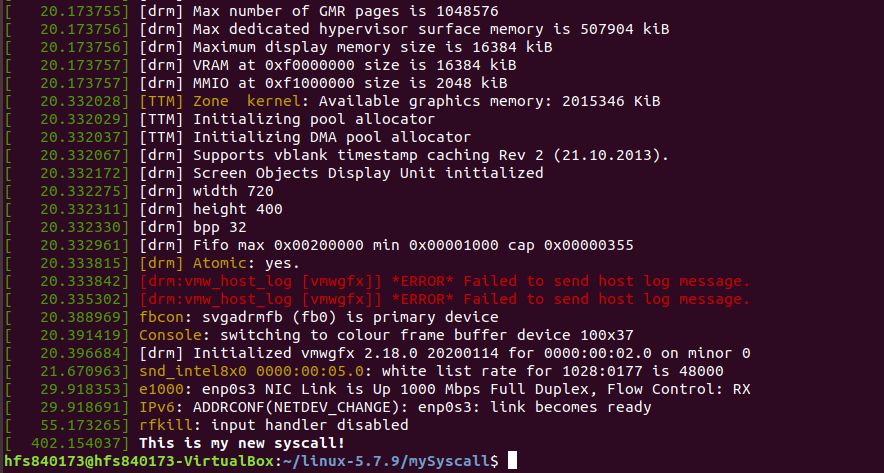 [   20.173755] [drm] Max number of GMR pages is 1048576
[   20.173756] [drm] Max dedicated hypervisor surface memory is 507904 kiB
[   20.173756] [drm] Maximum display memory size is 16384 kiB
[   20.173757] [drm] VRAM at 0xf0000000 size is 16384 kiB
[   20.173757] [drm] MMIO at 0xf1000000 size is 2048 kiB
[   20.332028] [TTM] Zone  kernel: Available graphics memory: 2015346 KiB
[   20.332029] [TTM] Initializing pool allocator
[   20.332037] [TTM] Initializing DMA pool allocator
[   20.332067] [drm] Supports vblank timestamp caching Rev 2 (21.10.2013).
[   20.332172] [drm] Screen Objects Display Unit initialized
[   20.332275] [drm] width 720
[   20.332311] [drm] height 400
[   20.332330] [drm] bpp 32
[   20.332961] [drm] Fifo max 0x00200000 min 0x00001000 cap 0x00000355
[   20.333815] [drm] Atomic: yes.
[   20.333842] [drm:vmw_host_log [vmwgfx]] *ERROR* Failed to send host log message.
[   20.335302] [drm:vmw_host_log [vmwgfx]] *ERROR* Failed to send host log message.
[   20.388969] fbcon: svgadrmfb (fb0) is primary device
[   20.391419] Console: switching to colour frame buffer device 100x37
[   20.396684] [drm] Initialized vmwgfx 2.18.0 20200114 for 0000:00:02.0 on minor 0
[   21.670963] snd_intel8x0 0000:00:05.0: white list rate for 1028:0177 is 48000
[   29.918353] e1000: enp0s3 NIC Link is Up 1000 Mbps Full Duplex, Flow Control: RX
[   29.918691] IPv6: ADDRCONF(NETDEV_CHANGE): enp0s3: link becomes ready
[   55.173265] rfkill: input handler disabled
[  402.154037] This is my new syscall!
hfs840173@hfs840173-VirtualBox:~/linux-5.7.9/mySyscall$